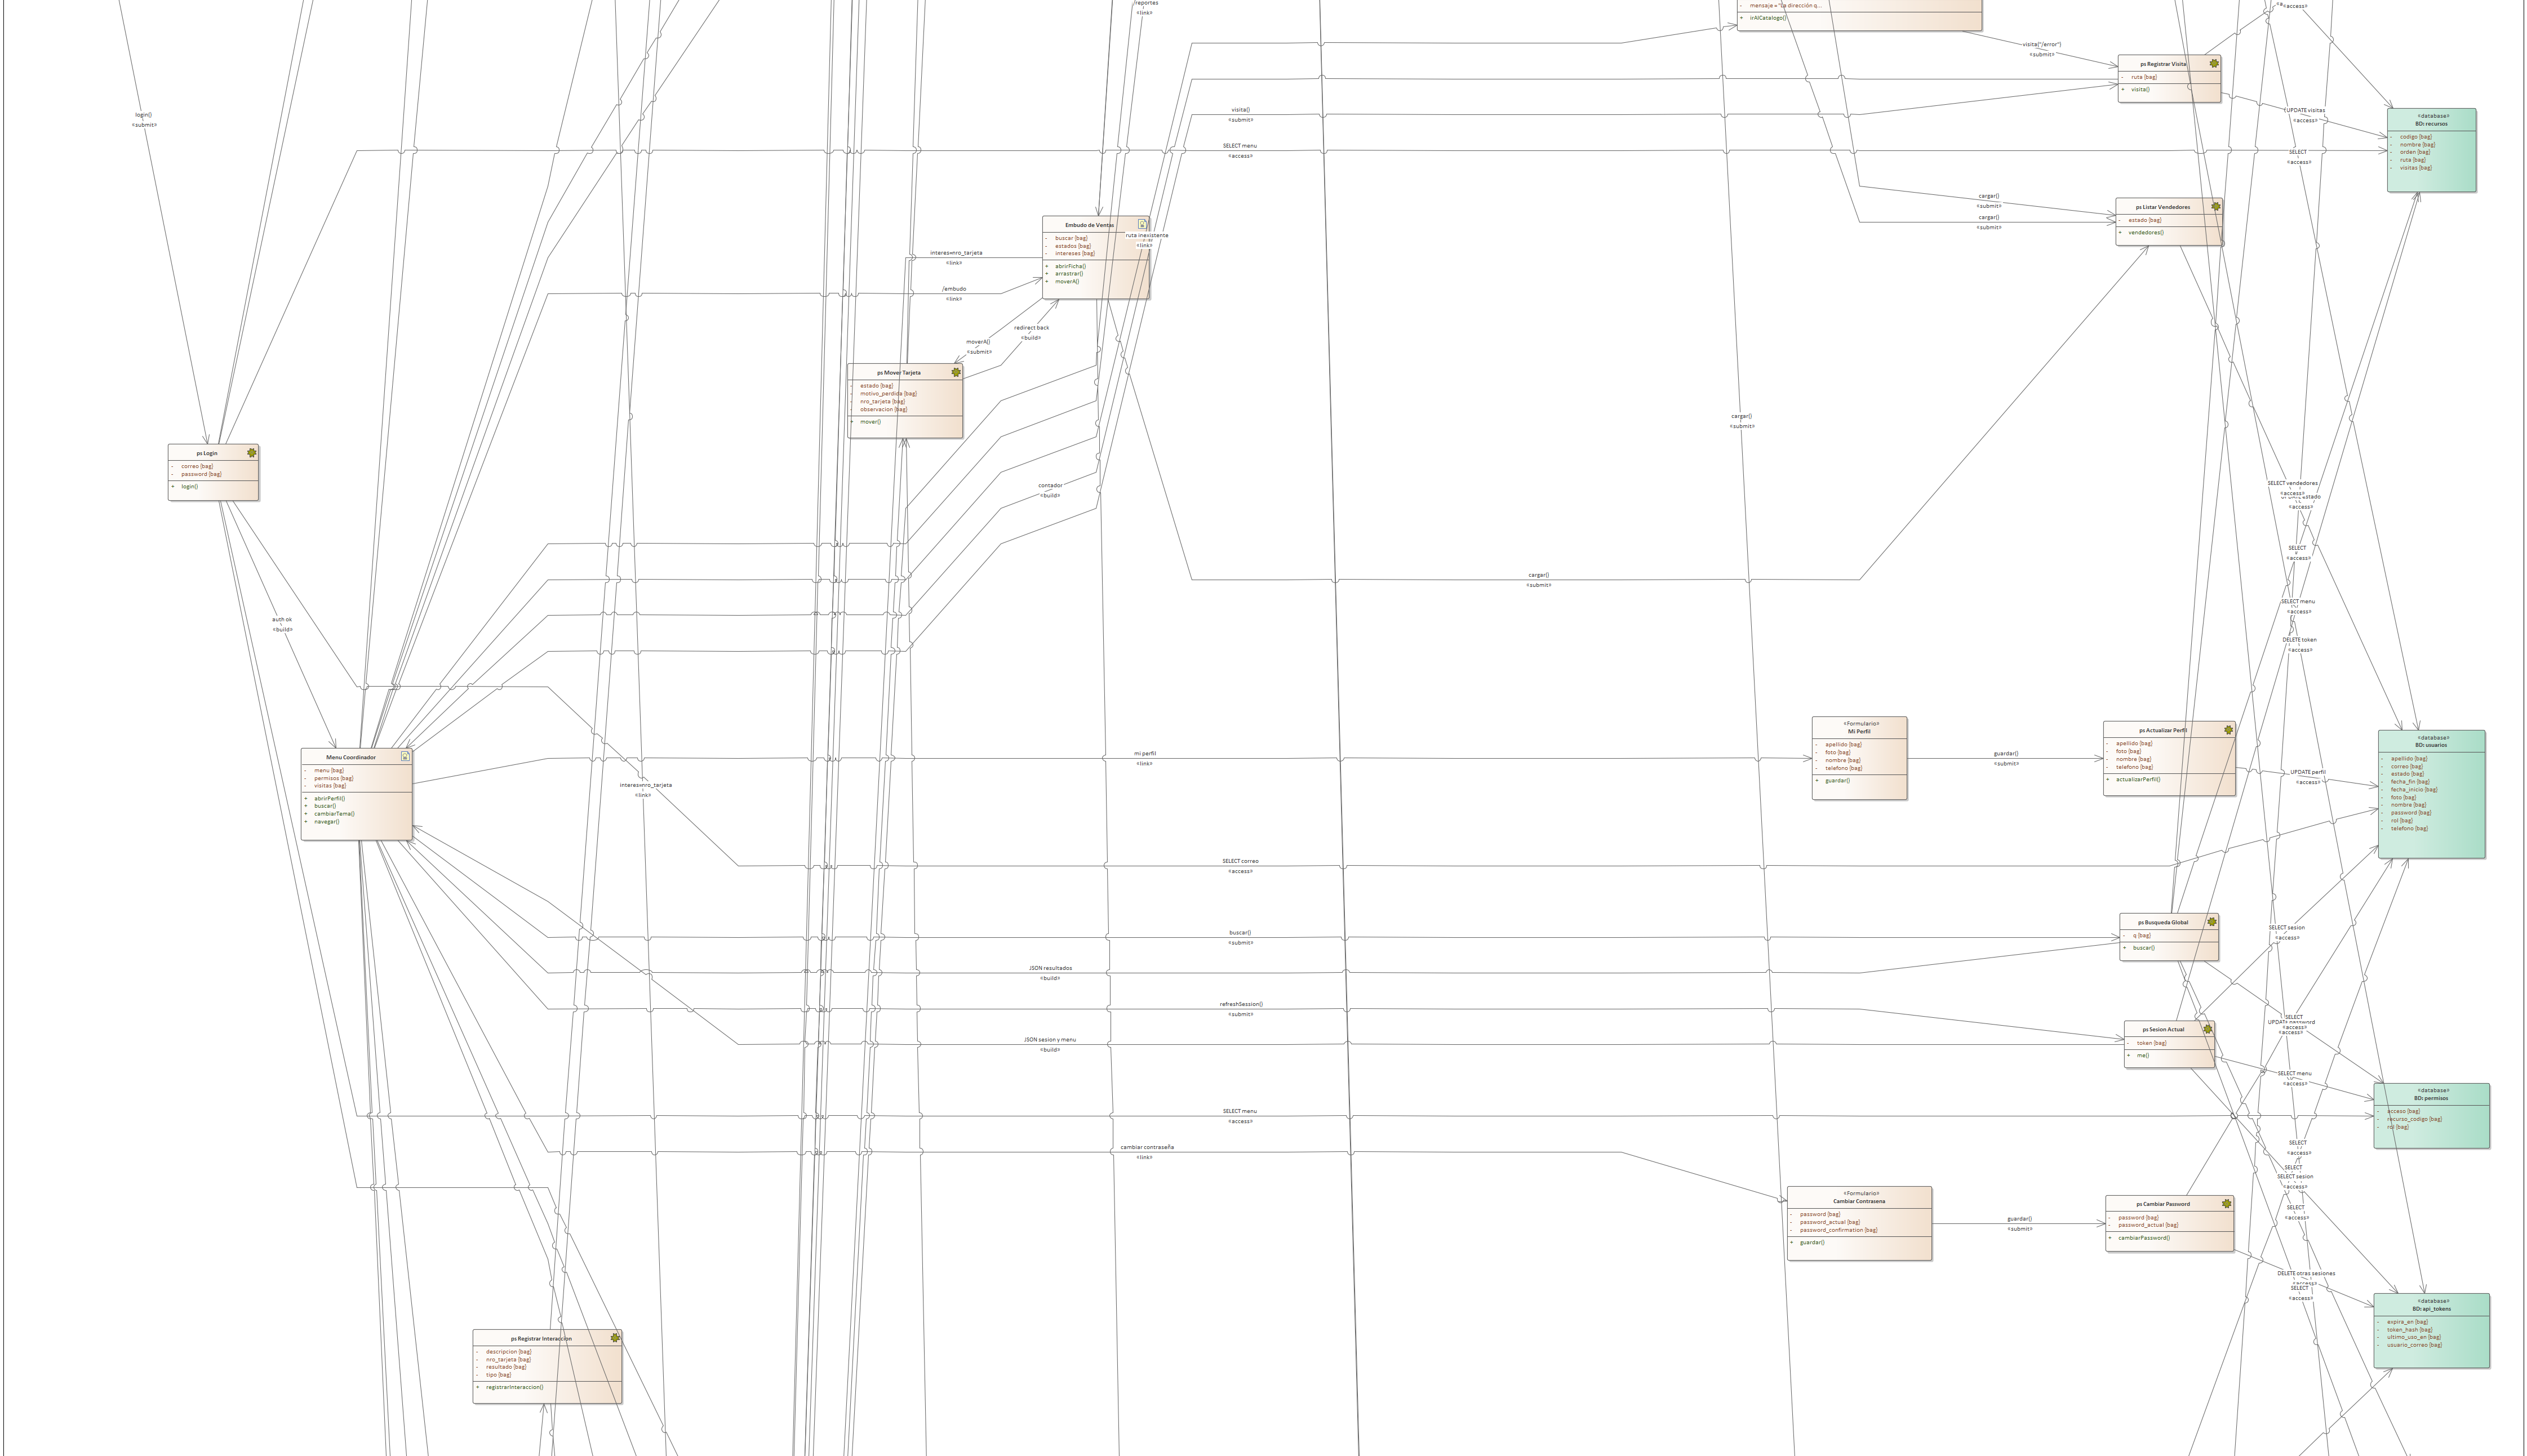 /reportes
«link»
- mensaje = "La dirección q...
+ irAlCatalogo()
«access»
visita("/error")
«submit»
ps Registrar Visita
- ruta {bag}
+ visita()
login()
«submit»
visita()
«submit»
UPDATE visitas
«access»
«database»
BD: recursos
- codigo {bag}
- nombre {bag}
- orden {bag}
- ruta {bag}
- visitas {bag}
SELECT menu
«access»
SELECT
«access»
cargar()
«submit»
cargar()
«submit»
ps Listar Vendedores
- estado {bag}
+ vendedores()
Embudo de Ventas
- buscar {bag}
- estados {bag}
- intereses {bag}
+ abrirFicha()
+ arrastrar()
+ moverA()
ruta inexistente
«link»
interes=nro_tarjeta
«link»
/embudo
«link»
redirect back
«build»
moverA()
«submit»
ps Mover Tarjeta
- estado {bag}
- motivo_perdida {bag}
- nro_tarjeta {bag}
- observacion {bag}
+ mover()
cargar()
«submit»
ps Login
- correo {bag}
- password {bag}
+ login()
contador
«build»
SELECT vendedores
«access»
«access»
SELECT
«access»
cargar()
«submit»
SELECT menu
«access»
auth ok
«build»
DELETE token
«access»
Menu Coordinador
- menu {bag}
- permisos {bag}
- visitas {bag}
+ abrirPerfil()
+ buscar()
+ cambiarTema()
+ navegar()
mi perfil
«link»
«Formulario»
Mi Perfil
- apellido {bag}
- foto {bag}
- nombre {bag}
- telefono {bag}
+ guardar()
guardar()
«submit»
ps Actualizar Perfil
- apellido {bag}
- foto {bag}
- nombre {bag}
- telefono {bag}
+ actualizarPerfil()
UPDATE perfil
«access»
«database»
BD: usuarios
- apellido {bag}
- correo {bag}
- estado {bag}
- fecha_fin {bag}
- fecha_inicio {bag}
- foto {bag}
- nombre {bag}
- password {bag}
- rol {bag}
- telefono {bag}
interes=nro_tarjeta
«link»
SELECT correo
«access»
buscar()
«submit»
ps Busqueda Global
- q {bag}
+ buscar()
SELECT sesion
«access»
JSON resultados
«build»
refreshSession()
«submit»
SELECT
UPDATE password
«access»
«access»
ps Sesion Actual
- token {bag}
+ me()
JSON sesion y menu
«build»
SELECT menu
«access»
«database»
BD: permisos
- acceso {bag}
- recurso_codigo {bag}
- rol {bag}
SELECT menu
«access»
cambiar contraseña
«link»
SELECT
«access»
SELECT
SELECT sesion
«access»
«Formulario»
Cambiar Contrasena
- password {bag}
- password_actual {bag}
- password_confirmation {bag}
+ guardar()
guardar()
«submit»
ps Cambiar Password
- password {bag}
- password_actual {bag}
+ cambiarPassword()
SELECT
«access»
DELETE otras sesiones
«access»
SELECT
«access»
«database»
BD: api_tokens
- expira_en {bag}
- token_hash {bag}
- ultimo_uso_en {bag}
- usuario_correo {bag}
ps Registrar Interaccion
- descripcion {bag}
- nro_tarjeta {bag}
- resultado {bag}
- tipo {bag}
+ registrarInteraccion()